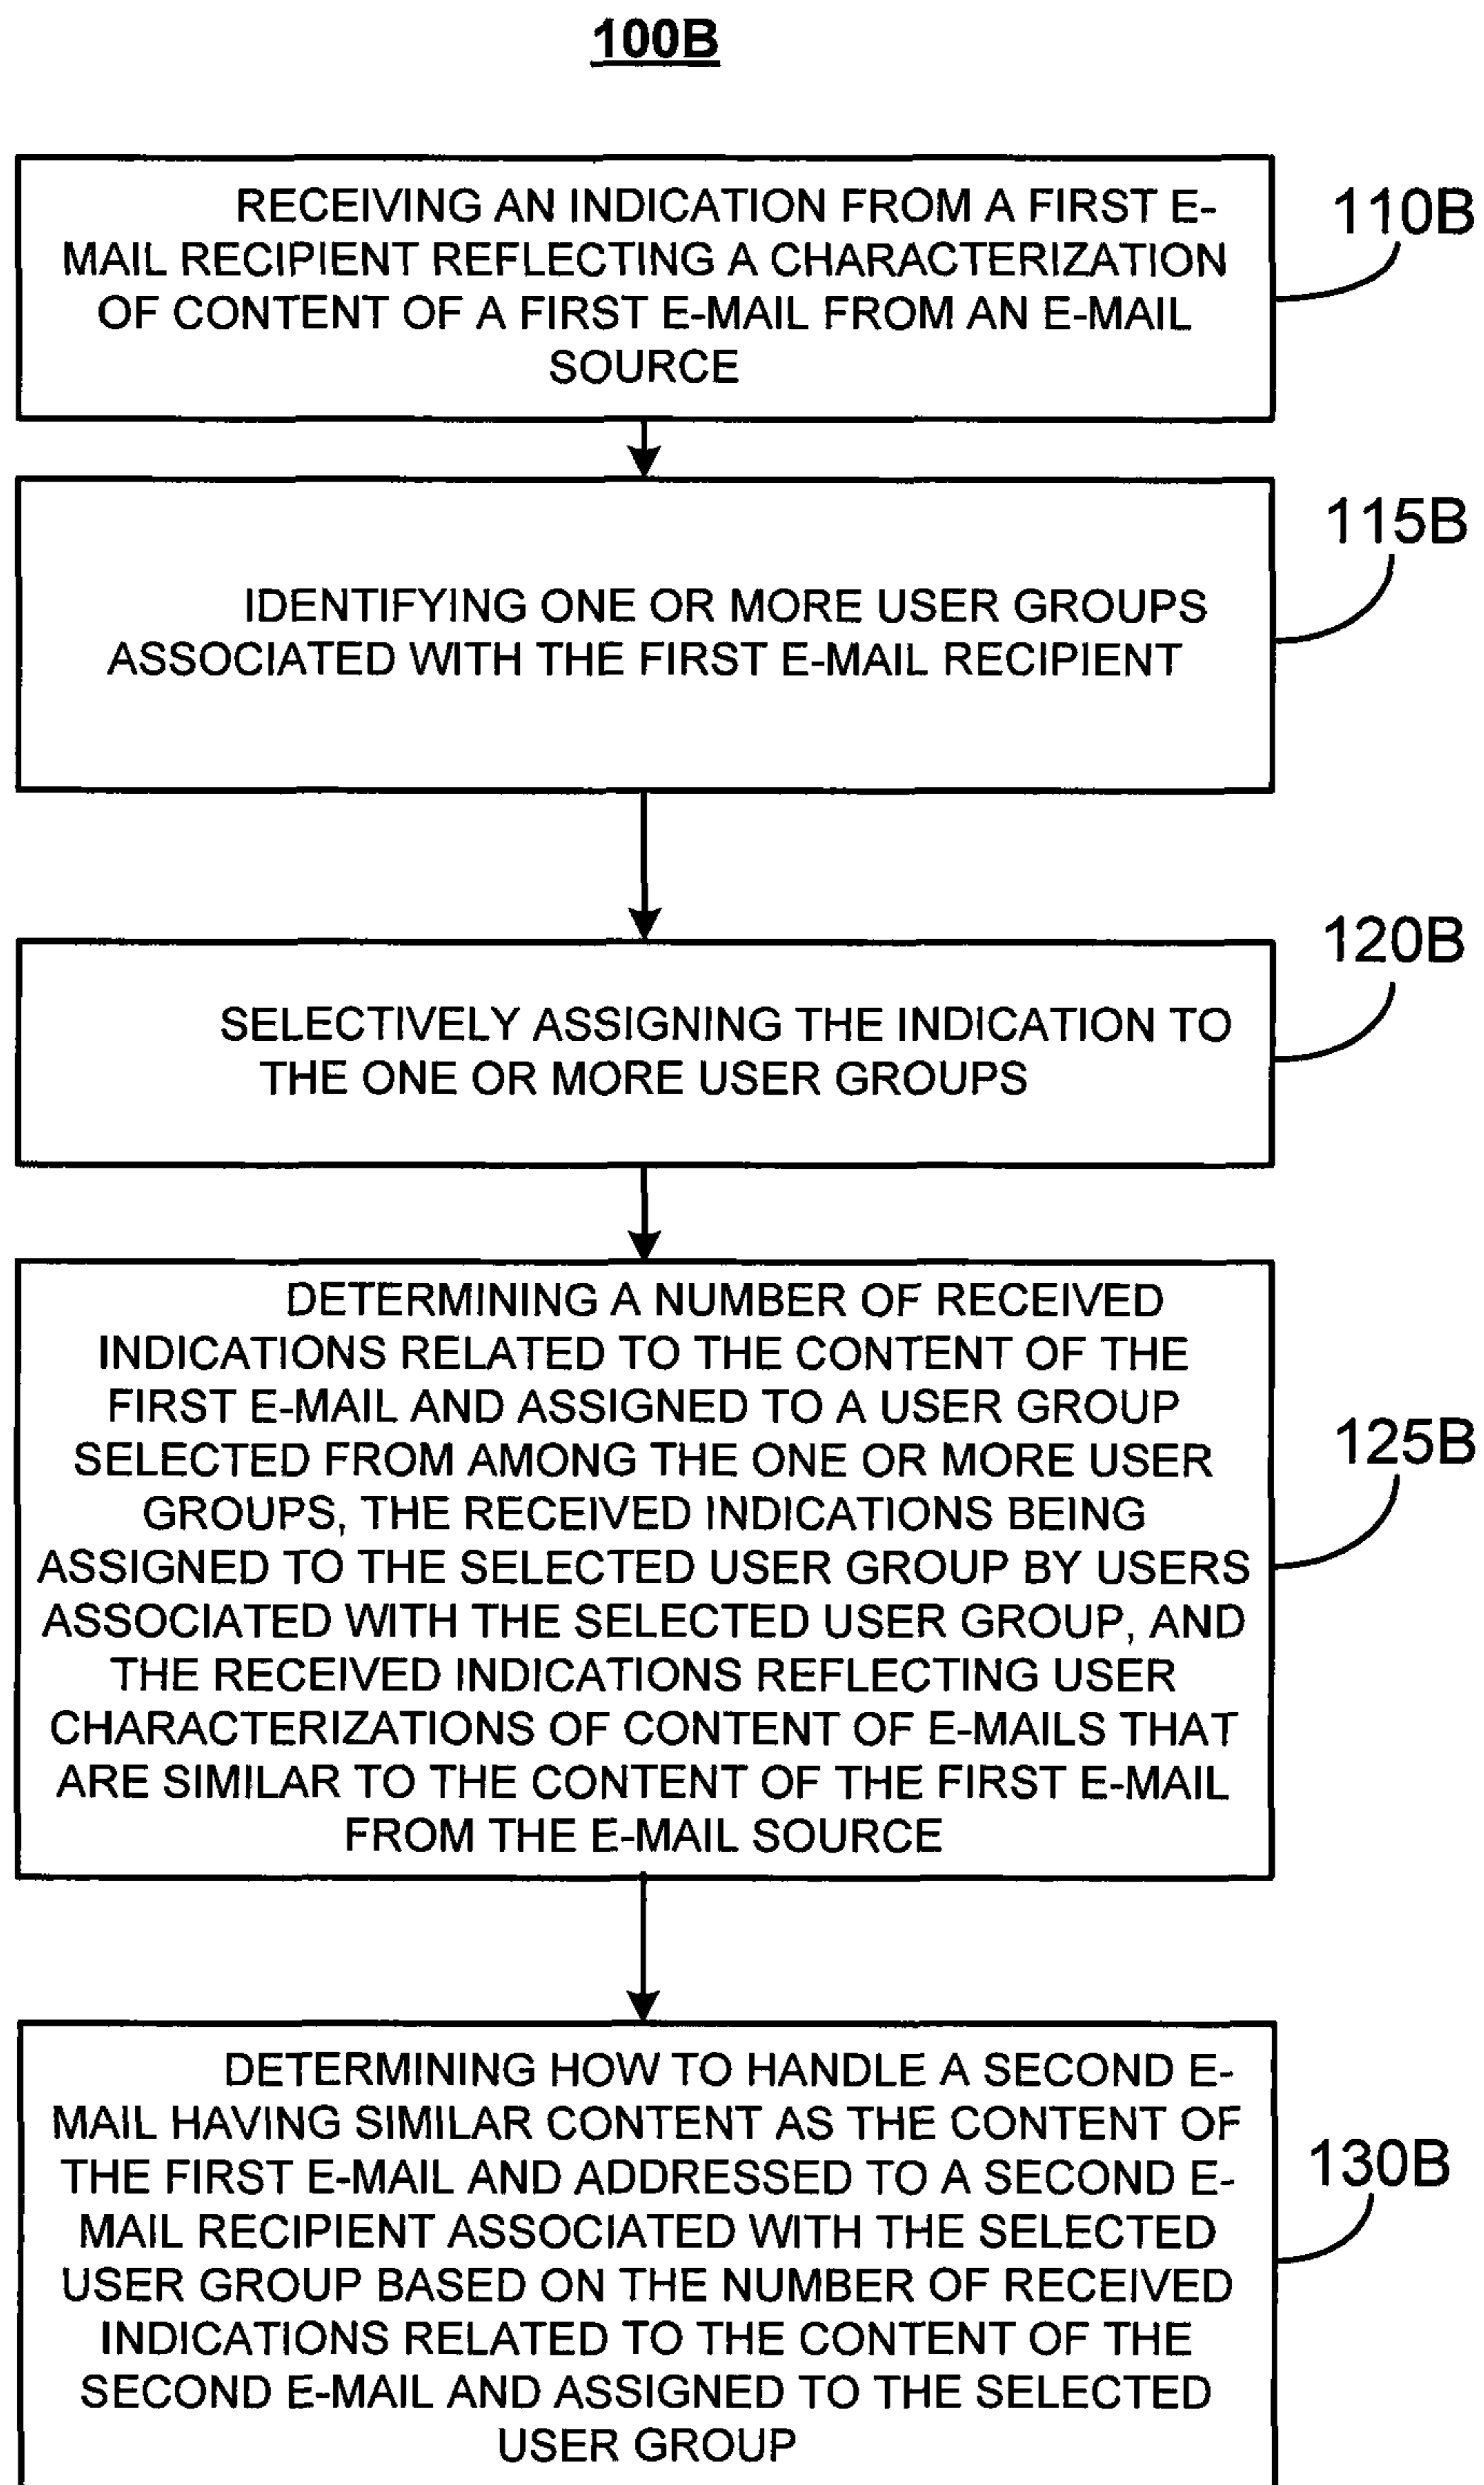 100B
RECEIVING AN INDICATION FROM A FIRST E-
MAIL RECIPIENT REFLECTING A CHARACTERIZATION
OF CONTENT OF A FIRST E-MAIL FROM AN E-MAIL
SOURCE
110B
IDENTIFYING ONE OR MORE USER GROUPS
ASSOCIATED WITH THE FIRST E-MAIL RECIPIENT
115B
SELECTIVELY ASSIGNING THE INDICATION TO
THE ONE OR MORE USER GROUPS
120B
DETERMINING A NUMBER OF RECEIVED
INDICATIONS RELATED TO THE CONTENT OF THE
FIRST E-MAIL AND ASSIGNED TO A USER GROUP
SELECTED FROM AMONG THE ONE OR MORE USER
GROUPS, THE RECEIVED INDICATIONS BEING
ASSIGNED TO THE SELECTED USER GROUP BY USERS
ASSOCIATED WITH THE SELECTED USER GROUP, AND
THE RECEIVED INDICATIONS REFLECTING USER
CHARACTERIZATIONS OF CONTENT OF E-MAILS THAT
ARE SIMILAR TO THE CONTENT OF THE FIRST E-MAIL
FROM THE E-MAIL SOURCE
125B
DETERMINING HOW TO HANDLE A SECOND E-
MAIL HAVING SIMILAR CONTENT AS THE CONTENT OF
THE FIRST E-MAIL AND ADDRESSED TO A SECOND E-
MAIL RECIPIENT ASSOCIATED WITH THE SELECTED
USER GROUP BASED ON THE NUMBER OF RECEIVED
INDICATIONS RELATED TO THE CONTENT OF THE
SECOND E-MAIL AND ASSIGNED TO THE SELECTED
USER GROUP
130B